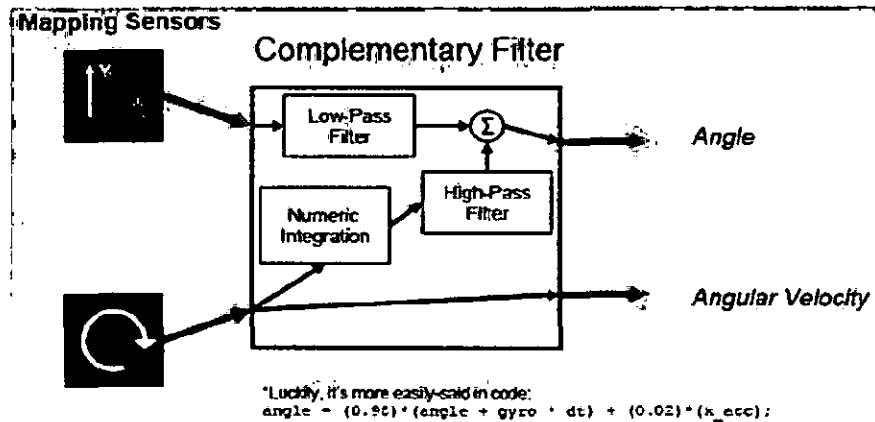 Mapping Sensors
Complementary Filter
Y
Low-Pass
Filter
Σ
Angle
High-Pass
Filter
Numeric
Integration
Angular Velocity
*Luckily, it's more easily-said in code:
angle = (0.98)*(angle + gyro * dt) + (0.02)*(x_acc);